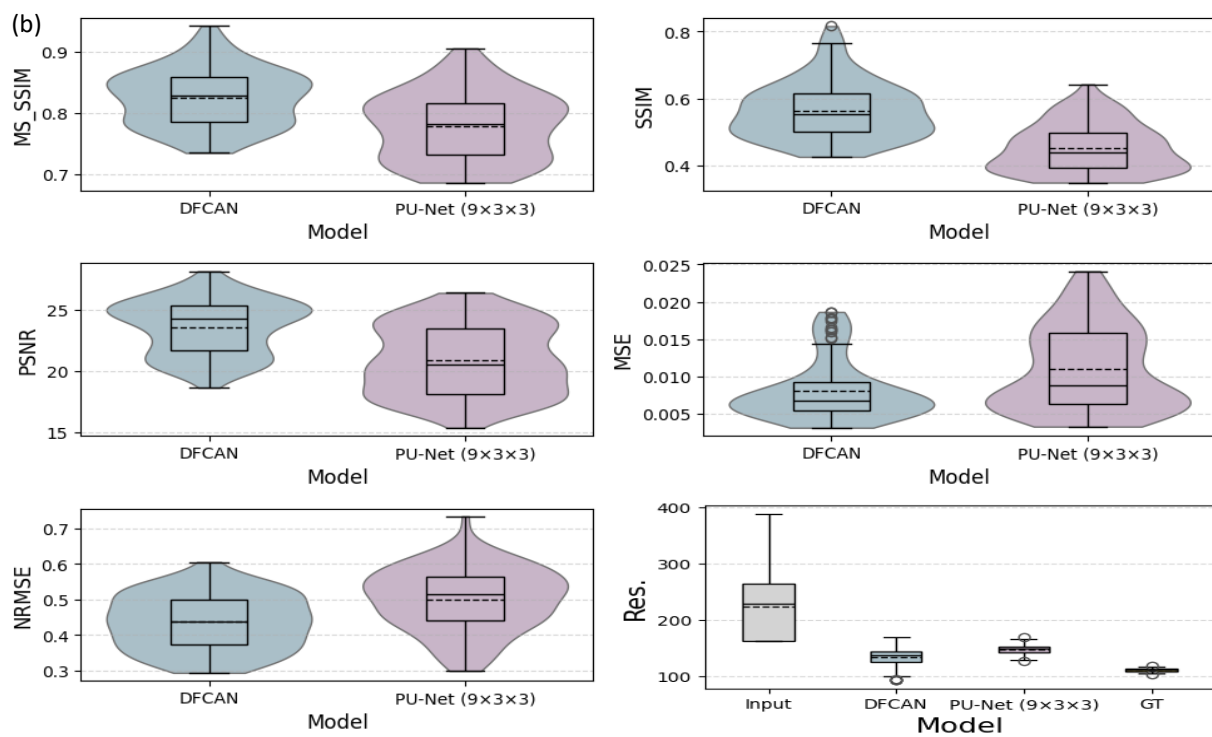 (b)
MS_SSIM
0.9
0.8
0.7
DFCAN
PU-Net (9×3×3)
Model
SSIM
0.8
0.6
0.4
DFCAN
PU-Net (9×3×3)
Model
PSNR
25
20
15
DFCAN
PU-Net (9×3×3)
Model
MSE
0.025
0.020
0.015
0.010
0.005
DFCAN
PU-Net (9×3×3)
Model
NRMSE
0.7
0.6
0.5
0.4
0.3
DFCAN
PU-Net (9×3×3)
Model
Res.
400
300
200
100
Input
DFCAN
PU-Net (9×3×3)
GT
Model